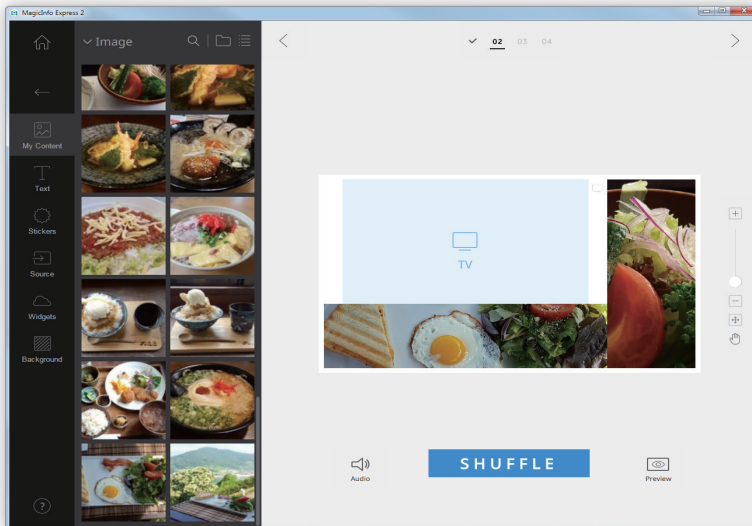 MagicInfo Express 2
Image
02 03 04
My Content
Text
Stickers
Source
Widgets
Background
?
TV
Audio
SHUFFLE
Preview